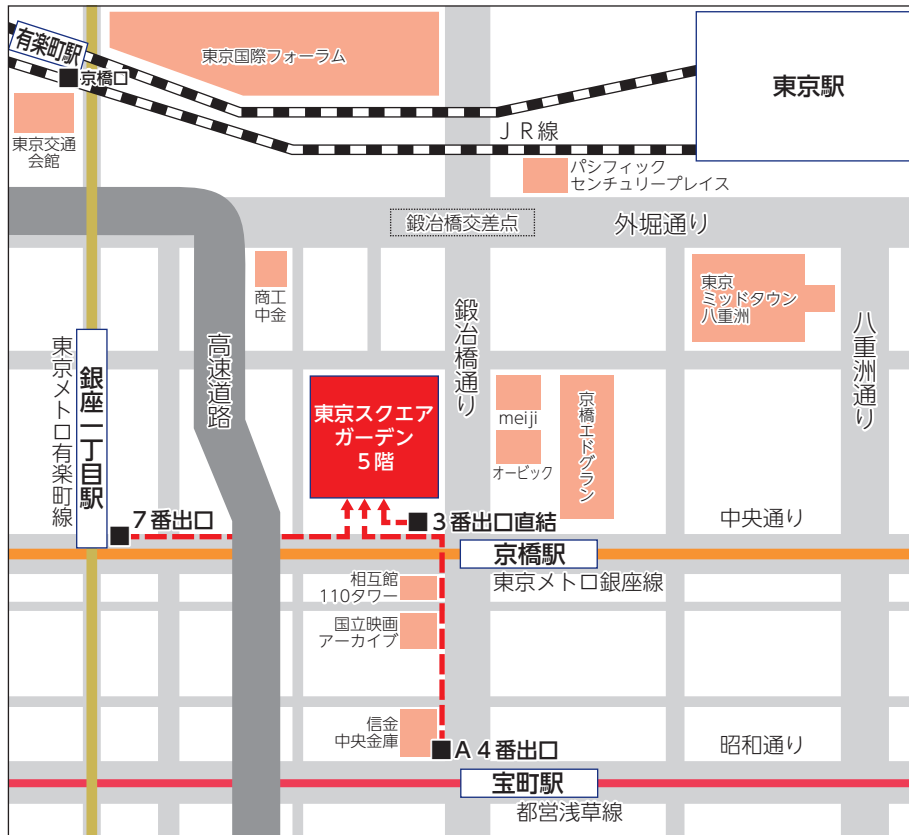 有楽町駅
京橋口
東京国際フォーラム
東京駅
東京交通
会館
ＪＲ線
パシフィック
センチュリープレイス
鍛冶橋交差点
外堀通り
商工
中金
東京
ミッドタウン
八重洲
高速道路
鍛冶橋通り
八重洲通り
東京メトロ有楽町線
銀座一丁目駅
東京スクエア
ガーデン
５階
meiji
オービック
京橋エドグラン
７番出口
３番出口直結
中央通り
京橋駅
東京メトロ銀座線
相互館
110タワー
国立映画
アーカイブ
信金
中央金庫
Ａ４番出口
昭和通り
宝町駅
都営浅草線